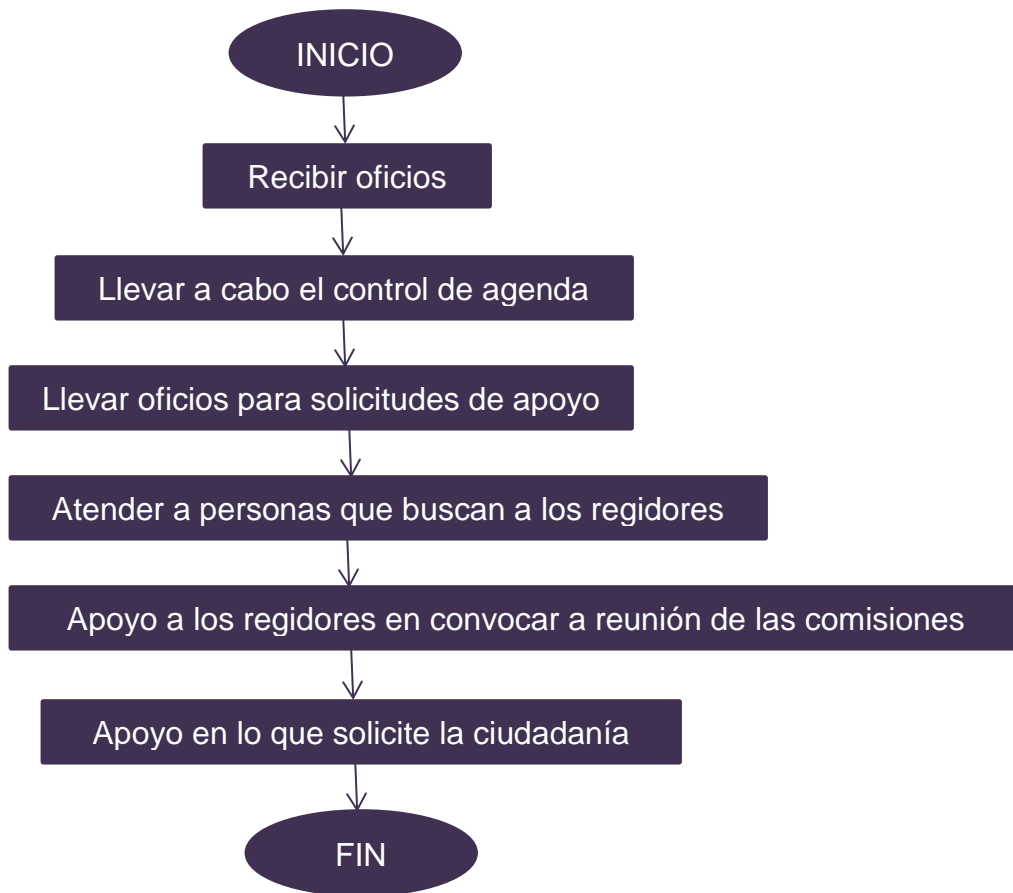 INICIO
Recibir oficios
Llevar a cabo el control de agenda
Llevar oficios para solicitudes de apoyo
Atender a personas que buscan a los regidores
Apoyo a los regidores en convocar a reunión de las comisiones
Apoyo en lo que solicite la ciudadanía
FIN